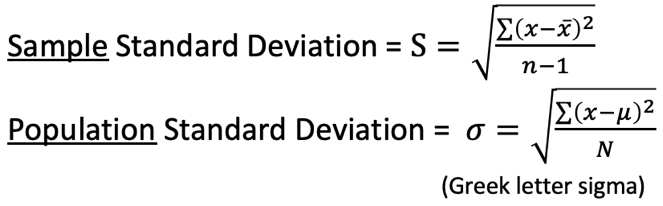 Sample Standard Deviation = S = √(∑(x−x̄)²/n−1)
Population Standard Deviation = σ = √(∑(x−μ)²/N)
(Greek letter sigma)